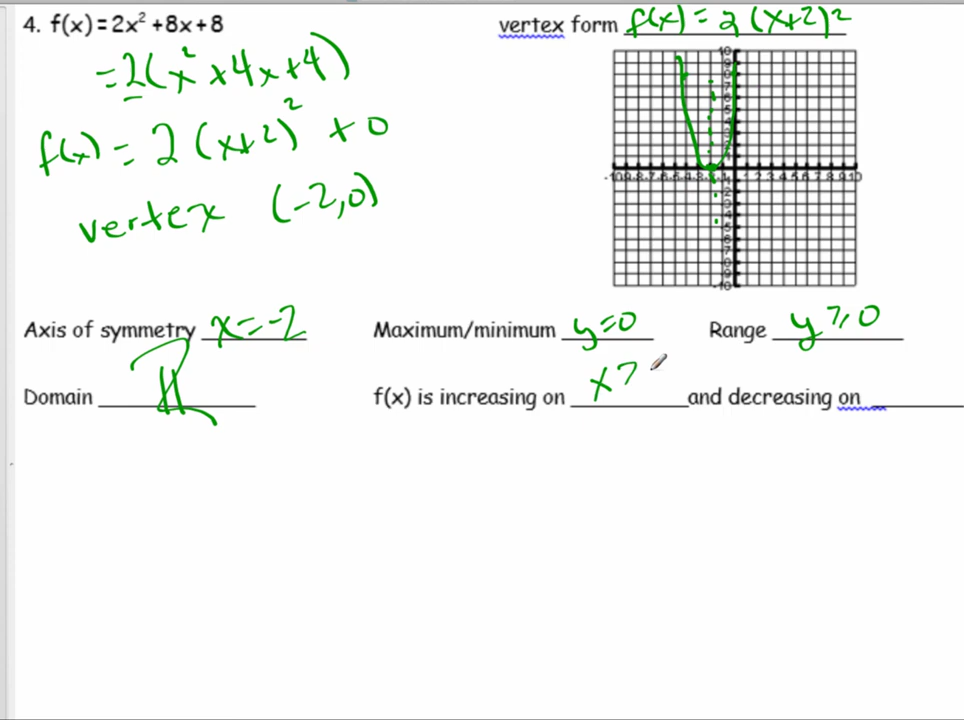 4. f(x)=2x² +8x+8
vertex form f(x) = 2(x+2)²
= 2(x² + 4x + 4)
f(x) = 2(x+2)² + 0
vertex (-2,0)
Axis of symmetry x=-2 Maximum/minimum y=0 Range y≥0
Domain ℝ f(x) is increasing on x> and decreasing on